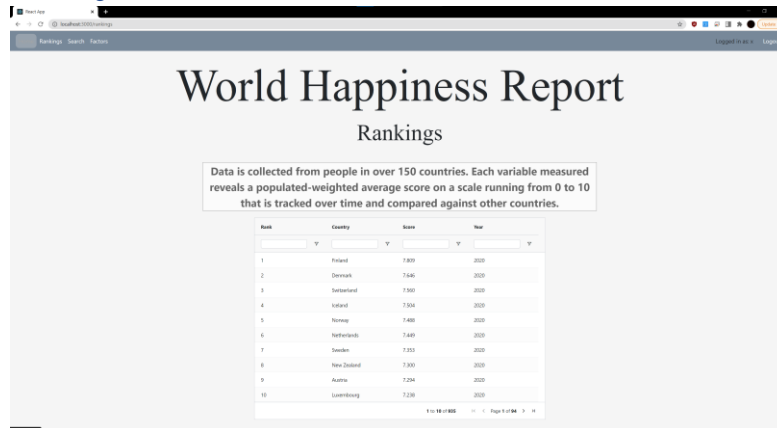 React App
localhost:3000/rankings
Update
Rankings Search Factors
Logged in as: x Login
World Happiness Report
Rankings
Data is collected from people in over 150 countries. Each variable measured
reveals a populated-weighted average score on a scale running from 0 to 10
that is tracked over time and compared against other countries.
Rank Country Score Year
1 Finland 7.809 2020
2 Denmark 7.646 2020
3 Switzerland 7.560 2020
4 Iceland 7.504 2020
5 Norway 7.488 2020
6 Netherlands 7.449 2020
7 Sweden 7.353 2020
8 New Zealand 7.300 2020
9 Austria 7.294 2020
10 Luxembourg 7.238 2020
1 to 10 of 935 Page 1 of 94